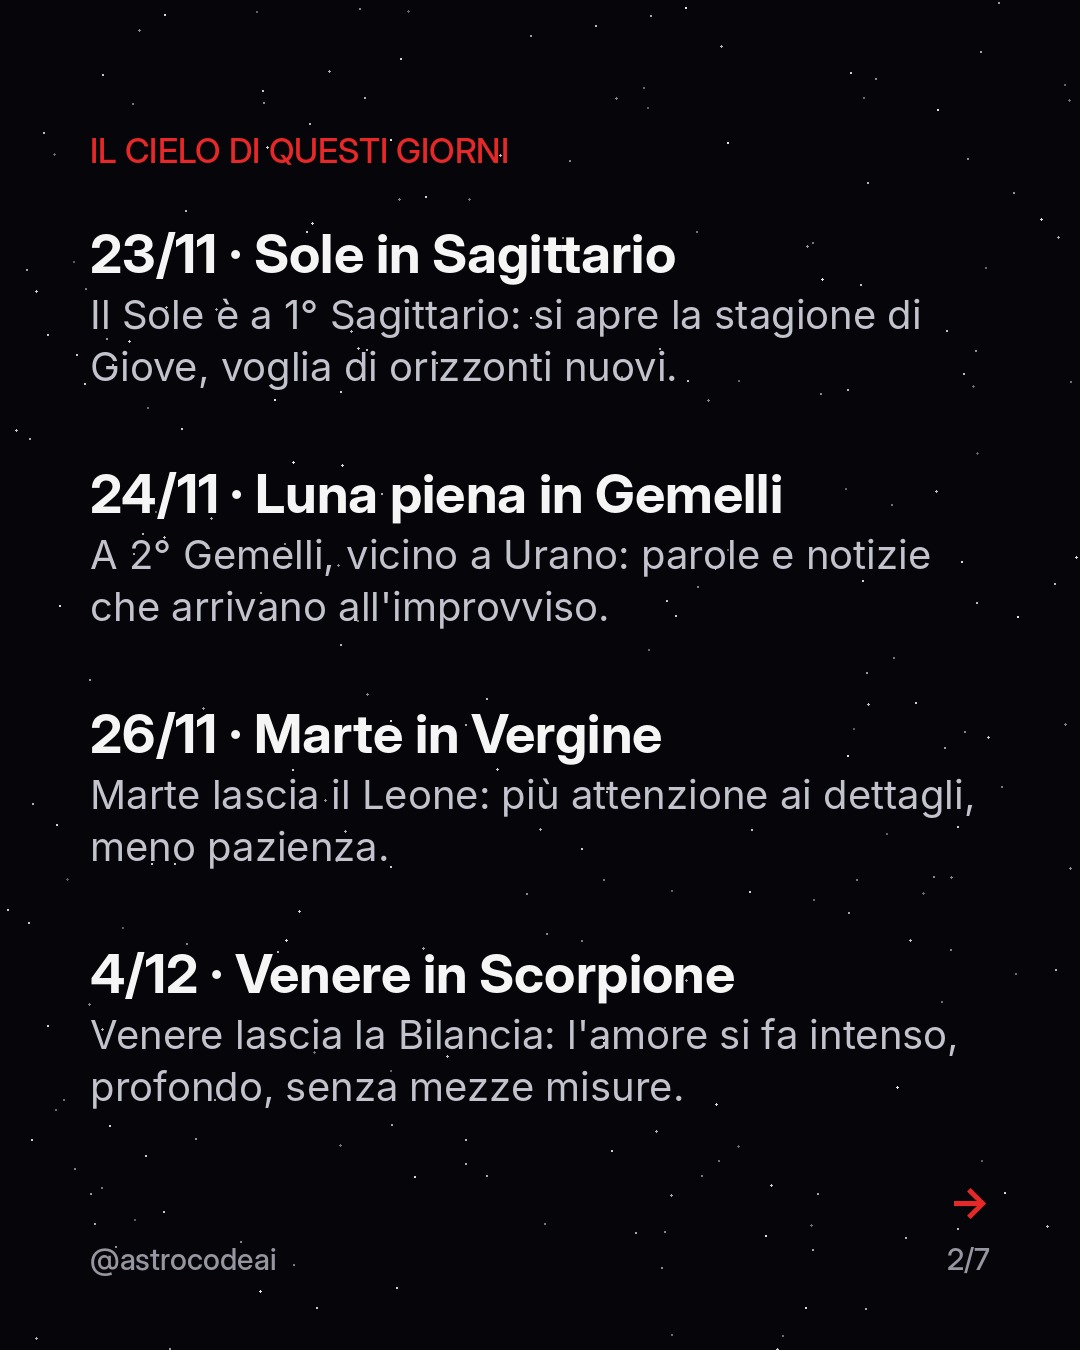 IL CIELO DI QUESTI GIORNI
23/11 · Sole in Sagittario
Il Sole è a 1° Sagittario: si apre la stagione di
Giove, voglia di orizzonti nuovi.
24/11 · Luna piena in Gemelli
A 2° Gemelli, vicino a Urano: parole e notizie
che arrivano all'improvviso.
26/11 · Marte in Vergine
Marte lascia il Leone: più attenzione ai dettagli,
meno pazienza.
4/12 · Venere in Scorpione
Venere lascia la Bilancia: l'amore si fa intenso,
profondo, senza mezze misure.
→
@astrocodeai
2/7